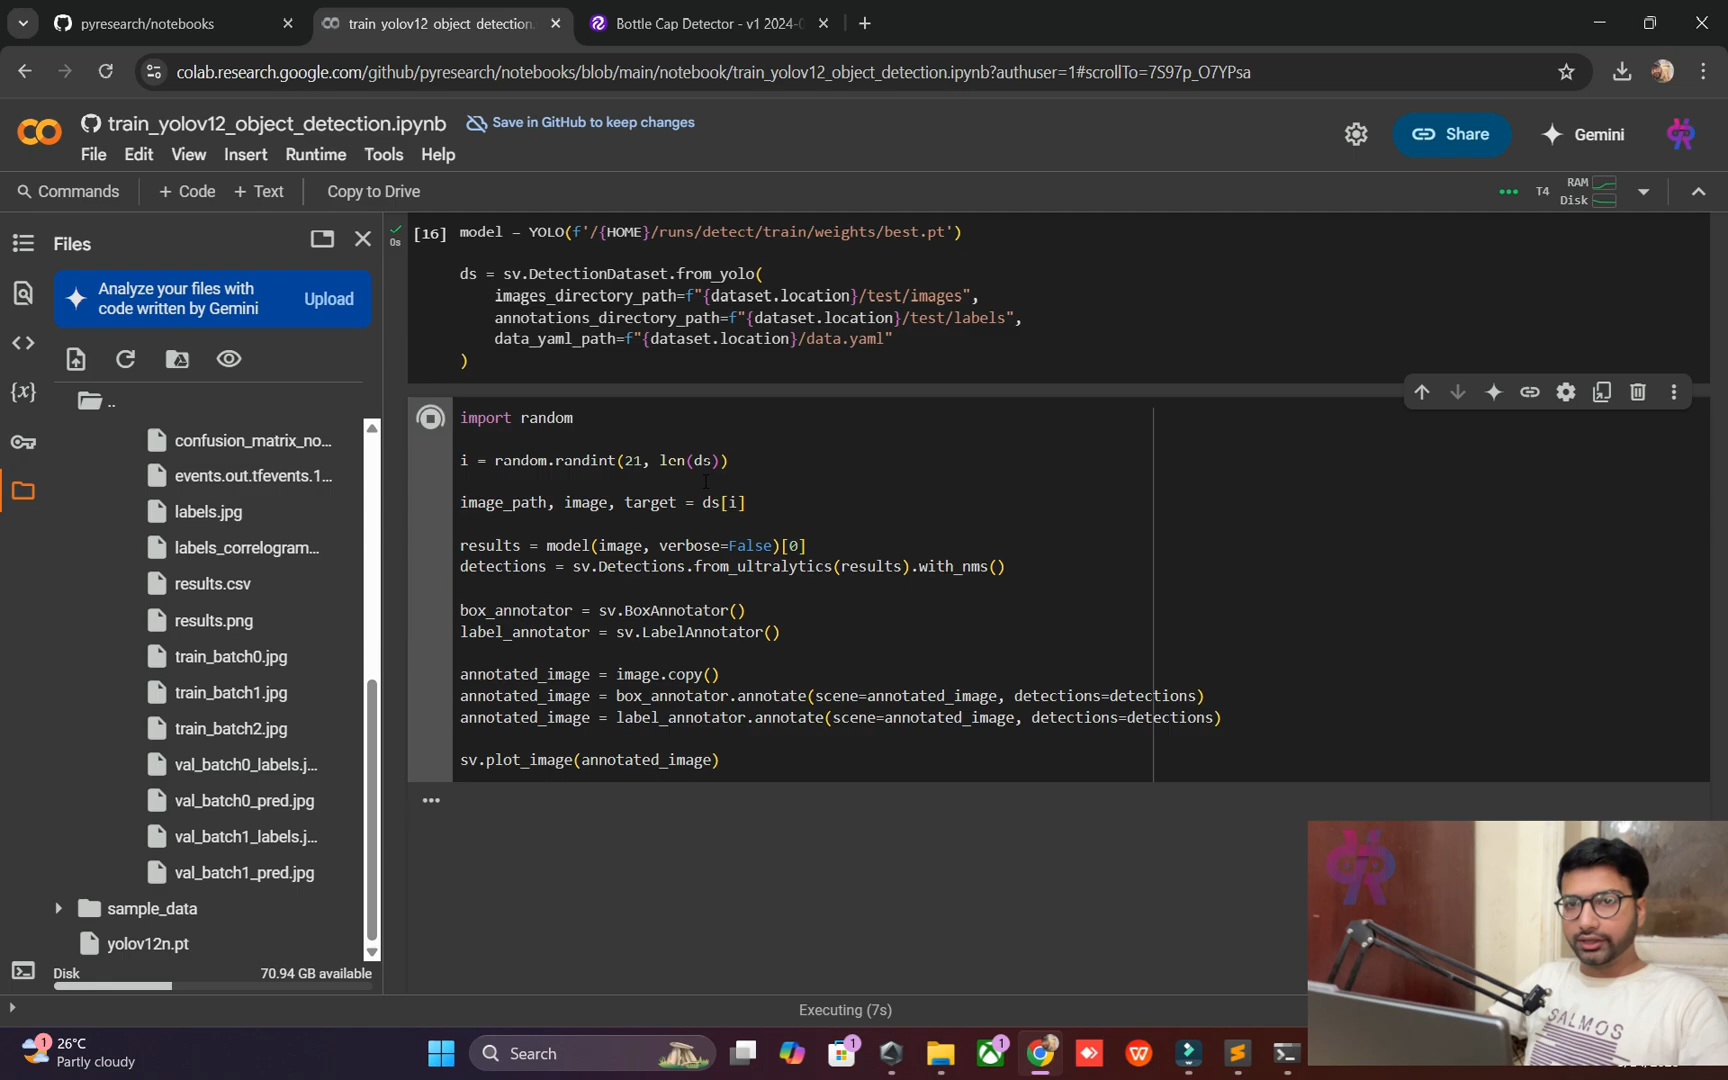 pyresearch/notebooks
train yolov12 object detection.
Bottle Cap Detector - v1 2024-
colab.research.google.com/github/pyresearch/notebooks/blob/main/notebook/train_yolov12_object_detection.ipynb?authuser=1#scrollTo=7S97p_O7YPsa
train_yolov12_object_detection.ipynb
Save in GitHub to keep changes
Share
Gemini
File Edit View Insert Runtime Tools Help
Commands
+ Code + Text
Copy to Drive
T4
RAM
Disk
Files
Analyze your files with
code written by Gemini
Upload
..
confusion_matrix_no...
events.out.tfevents.1...
labels.jpg
labels_correlogram...
results.csv
results.png
train_batch0.jpg
train_batch1.jpg
train_batch2.jpg
val_batch0_labels.j...
val_batch0_pred.jpg
val_batch1_labels.j...
val_batch1_pred.jpg
sample_data
yolov12n.pt
Disk
70.94 GB available
0s
[16] model = YOLO(f'/{HOME}/runs/detect/train/weights/best.pt')
ds = sv.DetectionDataset.from_yolo(
images_directory_path=f"{dataset.location}/test/images",
annotations_directory_path=f"{dataset.location}/test/labels",
data_yaml_path=f"{dataset.location}/data.yaml"
)
import random
i = random.randint(21, len(ds))
image_path, image, target = ds[i]
results = model(image, verbose=False)[0]
detections = sv.Detections.from_ultralytics(results).with_nms()
box_annotator = sv.BoxAnnotator()
label_annotator = sv.LabelAnnotator()
annotated_image = image.copy()
annotated_image = box_annotator.annotate(scene=annotated_image, detections=detections)
annotated_image = label_annotator.annotate(scene=annotated_image, detections=detections)
sv.plot_image(annotated_image)
Executing (7s)
SALMOS
1
26°C
Partly cloudy
Search
1
1